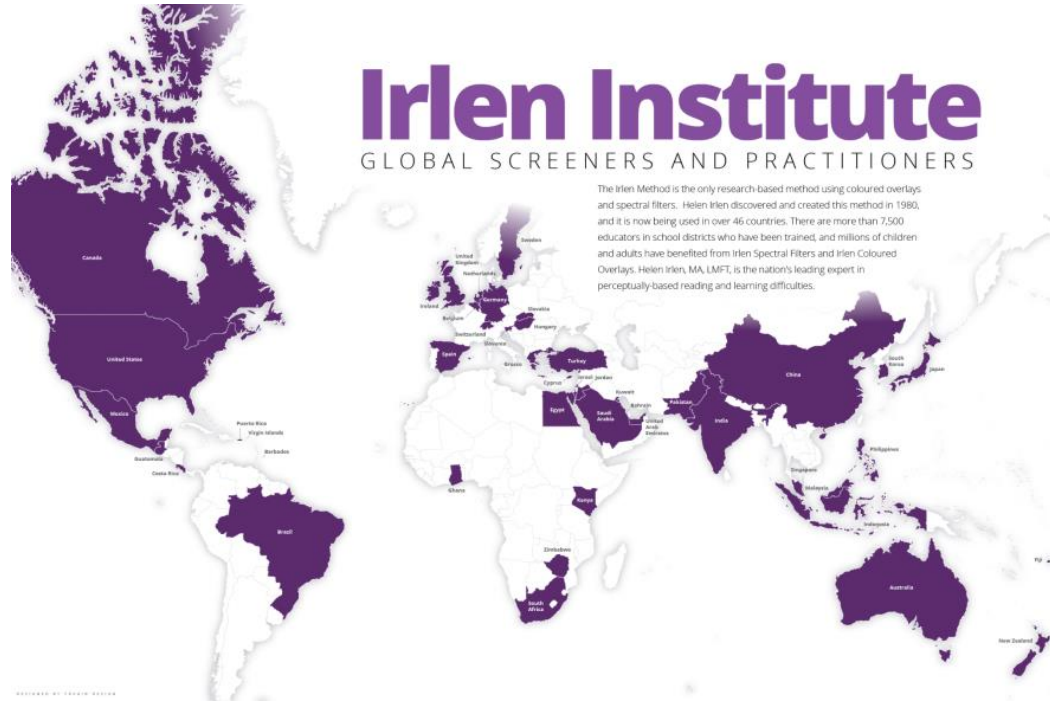 Irlen Institute
GLOBAL SCREENERS AND PRACTITIONERS
The Irlen Method is the only research-based method using coloured overlays
and spectral filters. Helen Irlen discovered and created this method in 1980,
and it is now being used in over 46 countries. There are more than 7,500
educators in school districts who have been trained, and millions of children
and adults have benefited from Irlen Spectral Filters and Irlen Coloured
Overlays. Helen Irlen, MA, LMFT, is the nation's leading expert in
perceptually-based reading and learning difficulties.
Canada
United States
Mexico
Guatemala
Costa Rica
Puerto Rico
Virgin Islands
Barbados
Brazil
Sweden
United
Kingdom
Netherlands
Ireland
Germany
Belgium
Slovakia
Hungary
Switzerland
Slovenia
Spain
Greece
Turkey
Cyprus
Israel
Jordan
Kuwait
Bahrain
Egypt
Saudi
Arabia
United
Arab
Emirates
Pakistan
India
China
South
Korea
Japan
Philippines
Singapore
Malaysia
Indonesia
Ghana
Kenya
Zimbabwe
South
Africa
Australia
Fiji
New Zealand